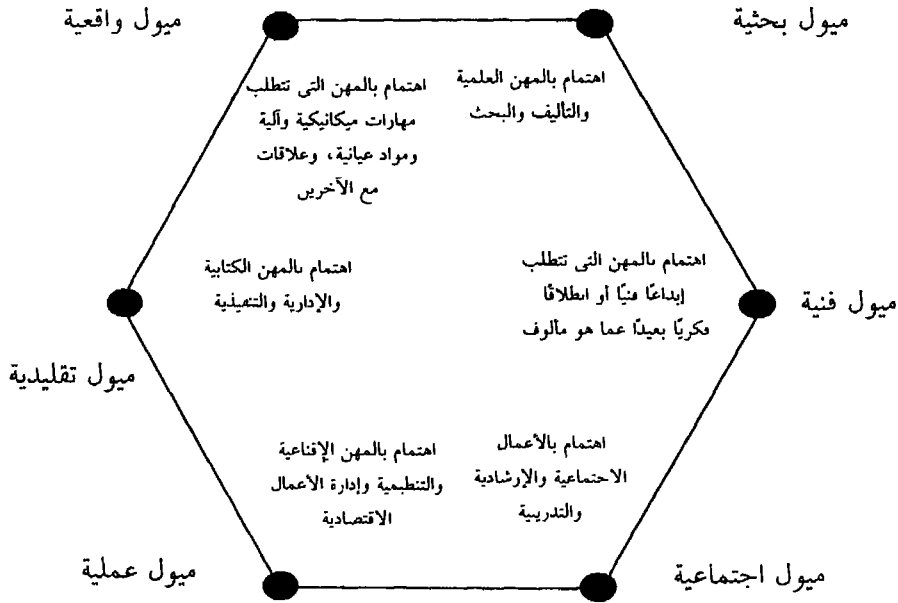 ميول بحثية
ميول واقعية
اهتمام بالمهن العلمية
والتأليف والبحث
اهتمام بالمهن التى تتطلب
مهارات ميكانيكية وآلية
ومواد عيانية، وعلاقات
مع الآخرين
ميول فنية
اهتمام بالمهن التى تتطلب
إبداعًا فنيًا أو انطلاقًا
فكريًا بعيدًا عما هو مألوف
اهتمام بالمهن الكتابية
والإدارية والتنفيذية
ميول تقليدية
اهتمام بالأعمال
الاجتماعية والإرشادية
والتدريبية
اهتمام بالمهن الإقناعية
والتنظيمية وإدارة الأعمال
الاقتصادية
ميول اجتماعية
ميول عملية